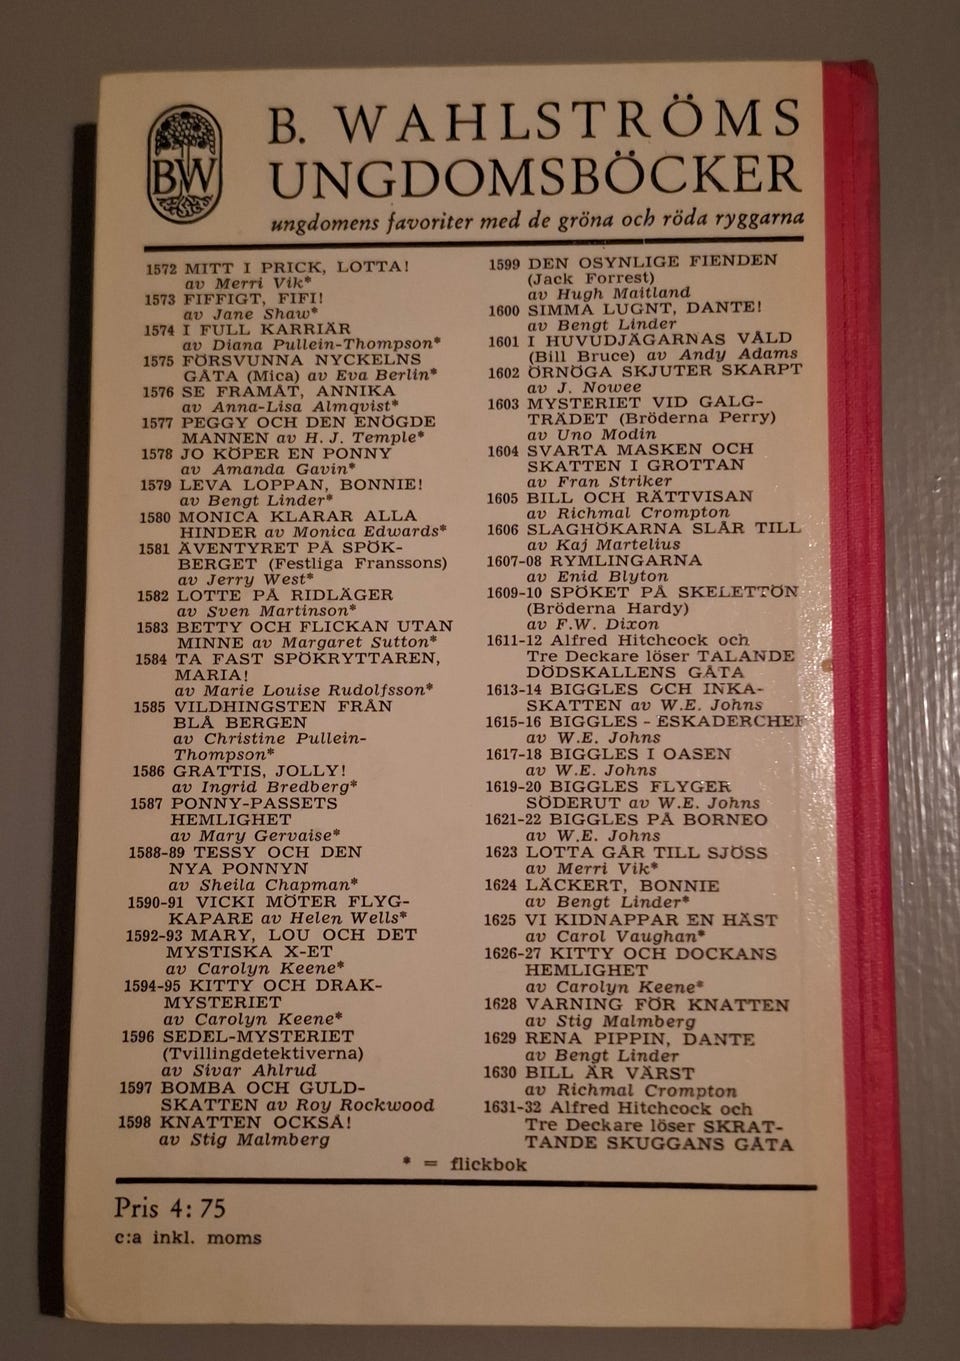 BW
B. WAHLSTRÖMS
UNGDOMSBÖCKER
ungdomens favoriter med de gröna och röda ryggarna
1572 MITT I PRICK, LOTTA!
av Merri Vik*
1573 FIFFIGT, FIFI!
av Jane Shaw*
1574 I FULL KARRIÄR
av Diana Pullein-Thompson*
1575 FÖRSVUNNA NYCKELNS
GÅTA (Mica) av Eva Berlin*
1576 SE FRAMÅT, ANNIKA
av Anna-Lisa Almqvist*
1577 PEGGY OCH DEN ENÖGDE
MANNEN av H. J. Temple*
1578 JO KÖPER EN PONNY
av Amanda Gavin*
1579 LEVA LOPPAN, BONNIE!
av Bengt Linder*
1580 MONICA KLARAR ALLA
HINDER av Monica Edwards*
1581 ÄVENTYRET PÅ SPÖK-
BERGET (Festliga Franssons)
av Jerry West*
1582 LOTTE PÅ RIDLÄGER
av Sven Martinson*
1583 BETTY OCH FLICKAN UTAN
MINNE av Margaret Sutton*
1584 TA FAST SPÖKRYTTAREN,
MARIA!
av Marie Louise Rudolfsson*
1585 VILDHINGSTEN FRÅN
BLÅ BERGEN
av Christine Pullein-
Thompson*
1586 GRATTIS, JOLLY!
av Ingrid Bredberg*
1587 PONNY-PASSETS
HEMLIGHET
av Mary Gervaise*
1588-89 TESSY OCH DEN
NYA PONNYN
av Sheila Chapman*
1590-91 VICKI MÖTER FLYG-
KAPARE av Helen Wells*
1592-93 MARY, LOU OCH DET
MYSTISKA X-ET
av Carolyn Keene*
1594-95 KITTY OCH DRAK-
MYSTERIET
av Carolyn Keene*
1596 SEDEL-MYSTERIET
(Tvillingdetektiverna)
av Sivar Ahlrud
1597 BOMBA OCH GULD-
SKATTEN av Roy Rockwood
1598 KNATTEN OCKSÅ!
av Stig Malmberg
1599 DEN OSYNLIGE FIENDEN
(Jack Forrest)
av Hugh Maitland
1600 SIMMA LUGNT, DANTE!
av Bengt Linder
1601 I HUVUDJÄGARNAS VÅLD
(Bill Bruce) av Andy Adams
1602 ÖRNÖGA SKJUTER SKARPT
av J. Nowee
1603 MYSTERIET VID GALG-
TRÄDET (Bröderna Perry)
av Uno Modin
1604 SVARTA MASKEN OCH
SKATTEN I GROTTAN
av Fran Striker
1605 BILL OCH RÄTTVISAN
av Richmal Crompton
1606 SLAGHÖKARNA SLÅR TILL
av Kaj Martelius
1607-08 RYMLINGARNA
av Enid Blyton
1609-10 SPÖKET PÅ SKELETTÖN
(Bröderna Hardy)
av F.W. Dixon
1611-12 Alfred Hitchcock och
Tre Deckare löser TALANDE
DÖDSKALLENS GÅTA
1613-14 BIGGLES OCH INKA-
SKATTEN av W.E. Johns
1615-16 BIGGLES - ESKADERCHEF
av W.E. Johns
1617-18 BIGGLES I OASEN
av W.E. Johns
1619-20 BIGGLES FLYGER
SÖDERUT av W.E. Johns
1621-22 BIGGLES PÅ BORNEO
av W.E. Johns
1623 LOTTA GÅR TILL SJÖSS
av Merri Vik*
1624 LÄCKERT, BONNIE
av Bengt Linder*
1625 VI KIDNAPPAR EN HÄST
av Carol Vaughan*
1626-27 KITTY OCH DOCKANS
HEMLIGHET
av Carolyn Keene*
1628 VARNING FÖR KNATTEN
av Stig Malmberg
1629 RENA PIPPIN, DANTE
av Bengt Linder
1630 BILL ÄR VÄRST
av Richmal Crompton
1631-32 Alfred Hitchcock och
Tre Deckare löser SKRAT-
TANDE SKUGGANS GÅTA
* = flickbok
Pris 4: 75
c:a inkl. moms